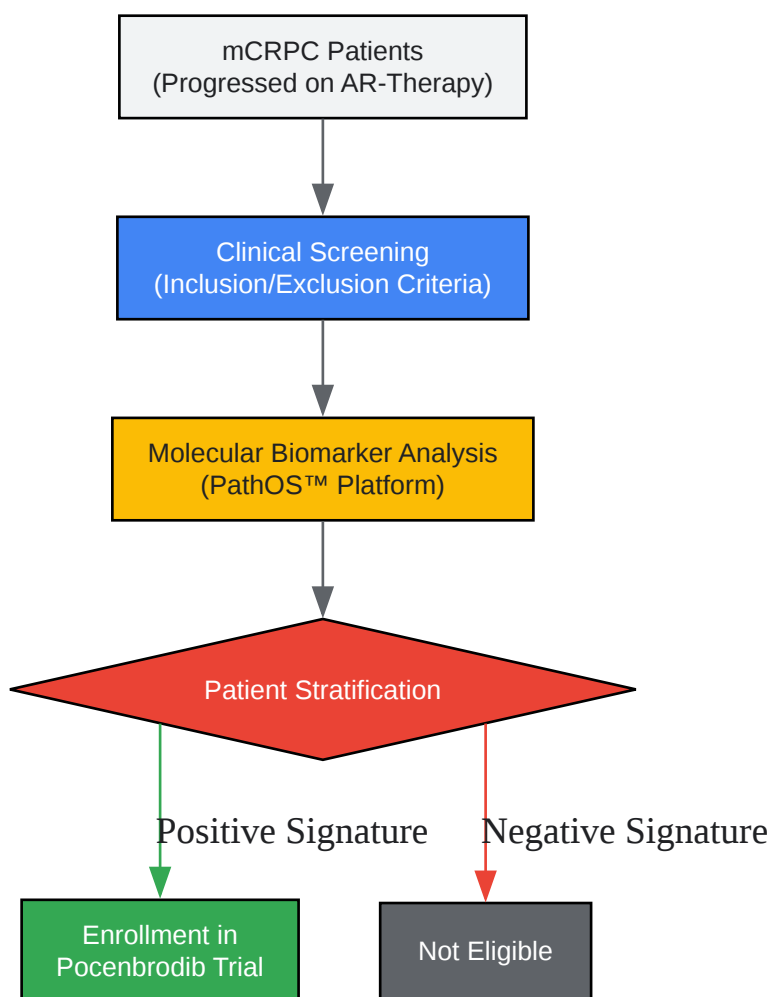 mCRPC Patients
(Progressed on AR-Therapy)
Clinical Screening
(Inclusion/Exclusion Criteria)
Molecular Biomarker Analysis
(PathOS™ Platform)
Patient Stratification
Positive Signature
Negative Signature
Enrollment in
Pocenbrodib Trial
Not Eligible